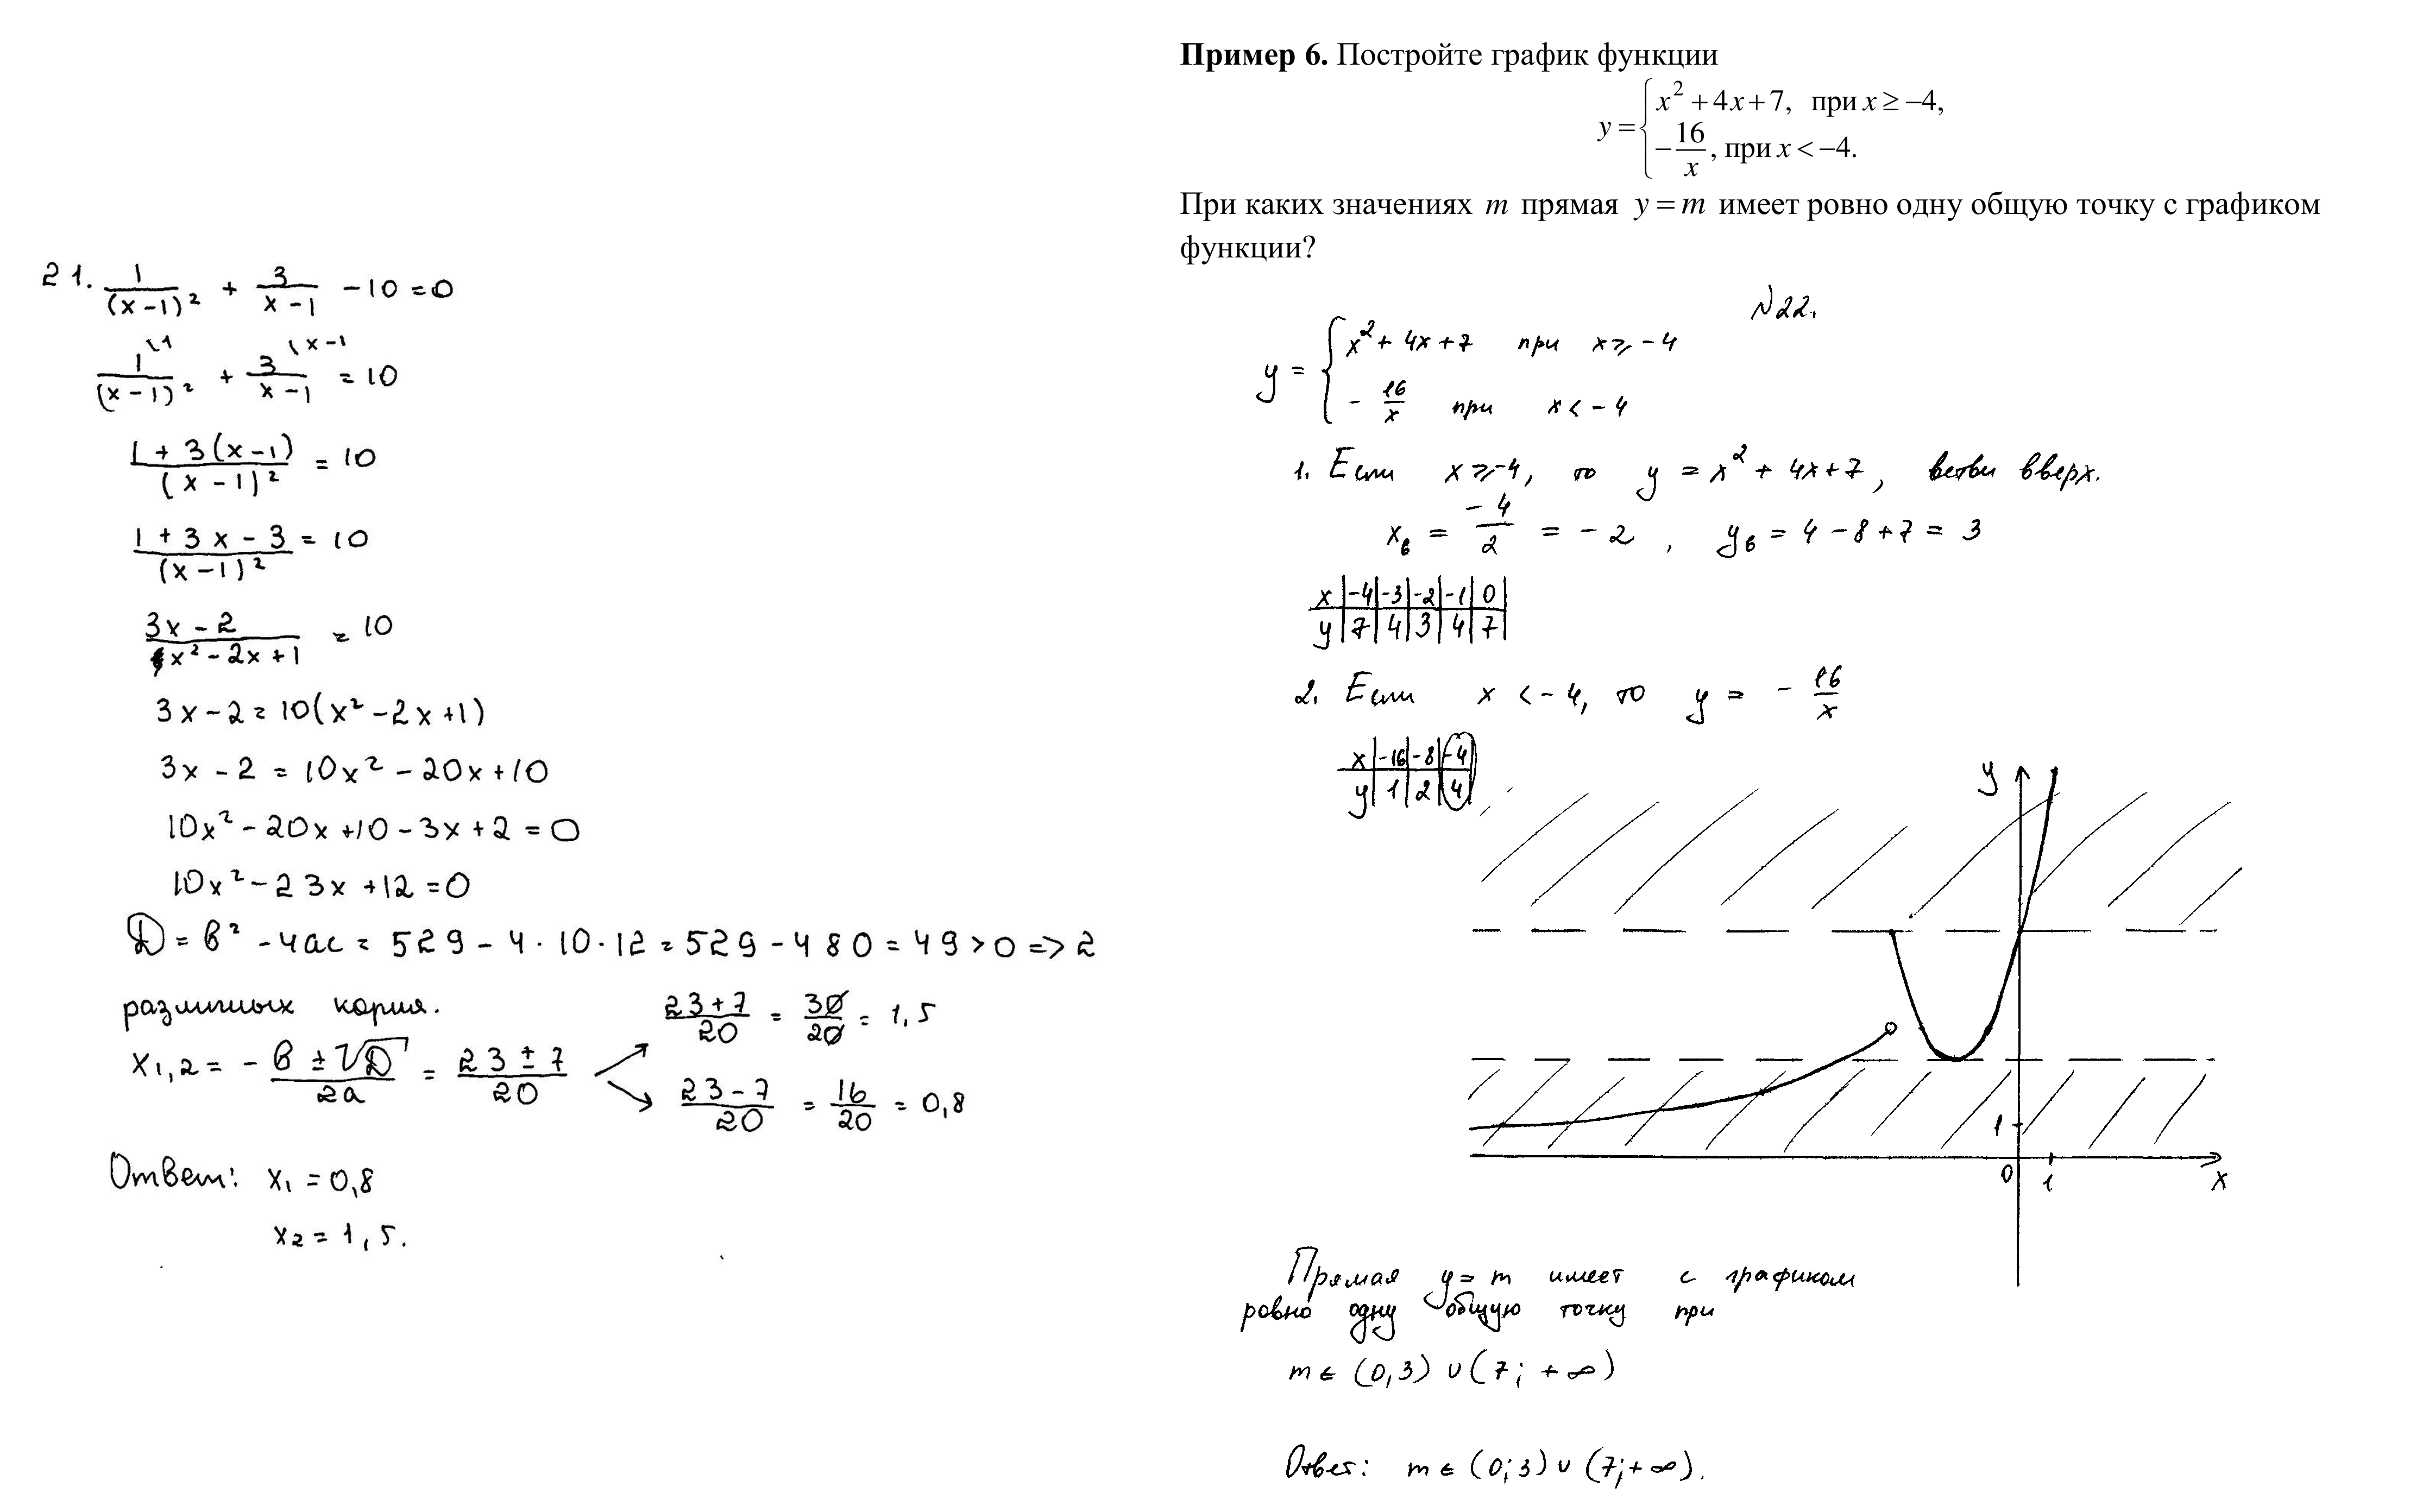 21. 1/(x-1)² + 3/(x-1) -10=0
1\1/(x-1)² + 3\x-1/(x-1) = 10
(1+3(x-1))/(x-1)² = 10
(1+3x-3)/(x-1)² = 10
(3x-2)/(x²-2x+1) = 10
3x-2=10(x²-2x+1)
3x-2 = 10x²-20x+10
10x²-20x+10-3x+2=0
10x²-23x+12=0
D = b²-4ac = 529-4·10·12 = 529-480=49>0 => 2
различных корня.
x1,2 = -b±√D/2a = (23±7)/20
(23+7)/20 = 30/20 = 1,5
(23-7)/20 = 16/20 = 0,8
Ответ: x₁=0,8
x₂=1,5.
Пример 6. Постройте график функции
y = { x²+4x+7, при x ≥ -4,
-16/x, при x < -4.
При каких значениях m прямая y = m имеет ровно одну общую точку с графиком
функции?
№22.
y = { x²+4x+7 при x ≥ -4
-16/x при x < -4
1. Если x ≥ -4, то y = x²+4x+7, ветви вверх.
xв = -4/2 = -2, yв = 4-8+7 = 3
x | -4 | -3 | -2 | -1 | 0
y | 7 | 4 | 3 | 4 | 7
2. Если x < -4, то y = -16/x
x | -16 | -8 | -4
y | 1 | 2 | 4
y
1
0
1
x
Прямая y = m имеет с графиком
ровно одну общую точку при
m ∈ (0,3) ∪ (7; +∞)
Ответ: m ∈ (0;3) ∪ (7;+∞).